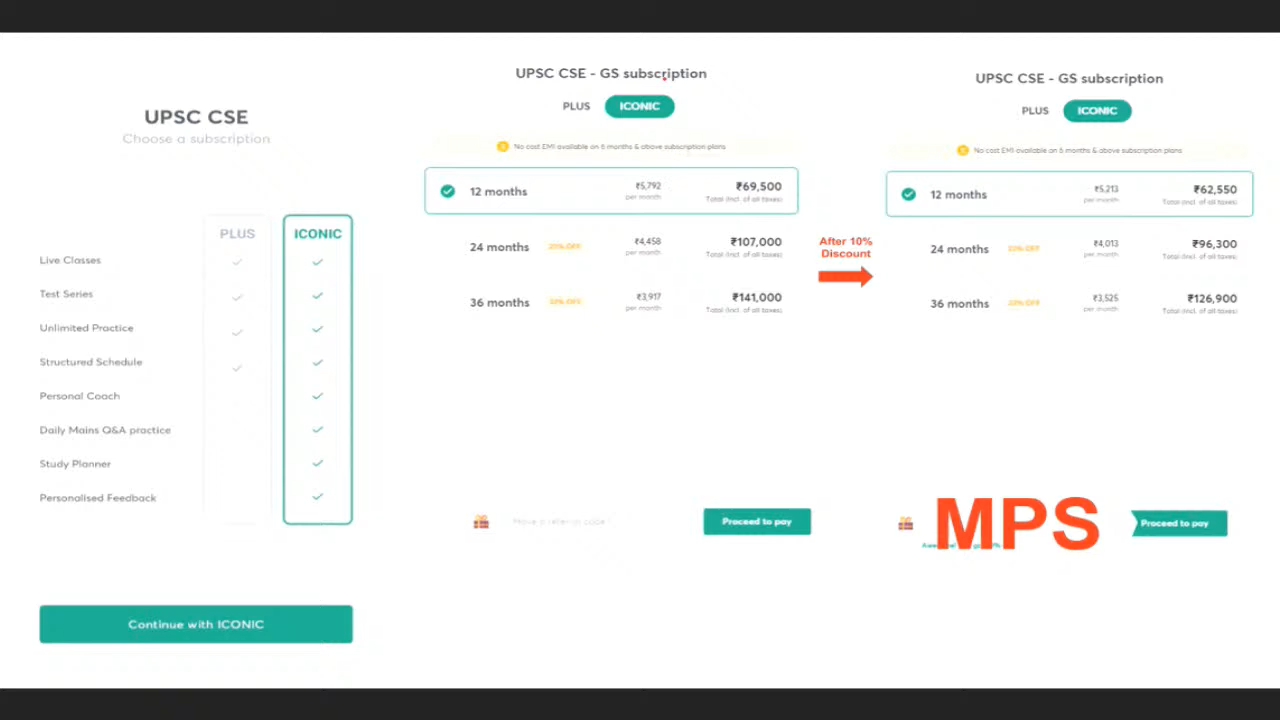 UPSC CSE
Choose a subscription
PLUS
ICONIC
Live Classes
Test Series
Unlimited Practice
Structured Schedule
Personal Coach
Daily Mains Q&A practice
Study Planner
Personalised Feedback
Continue with ICONIC
UPSC CSE - GS subscription
PLUS
ICONIC
No cost EMI available on 6 months & above subscription plans
12 months ₹5,792 ₹69,500
per month Total (Incl. of all taxes)
24 months ₹4,458 ₹107,000
per month Total (Incl. of all taxes)
36 months ₹3,917 ₹141,000
per month Total (Incl. of all taxes)
Have a referral code
Proceed to pay
After 10%
Discount
UPSC CSE - GS subscription
PLUS
ICONIC
No cost EMI available on 6 months & above subscription plans
12 months ₹5,213 ₹62,550
per month Total (Incl. of all taxes)
24 months ₹4,013 ₹96,300
per month Total (Incl. of all taxes)
36 months ₹3,525 ₹126,900
per month Total (Incl. of all taxes)
MPS
Proceed to pay